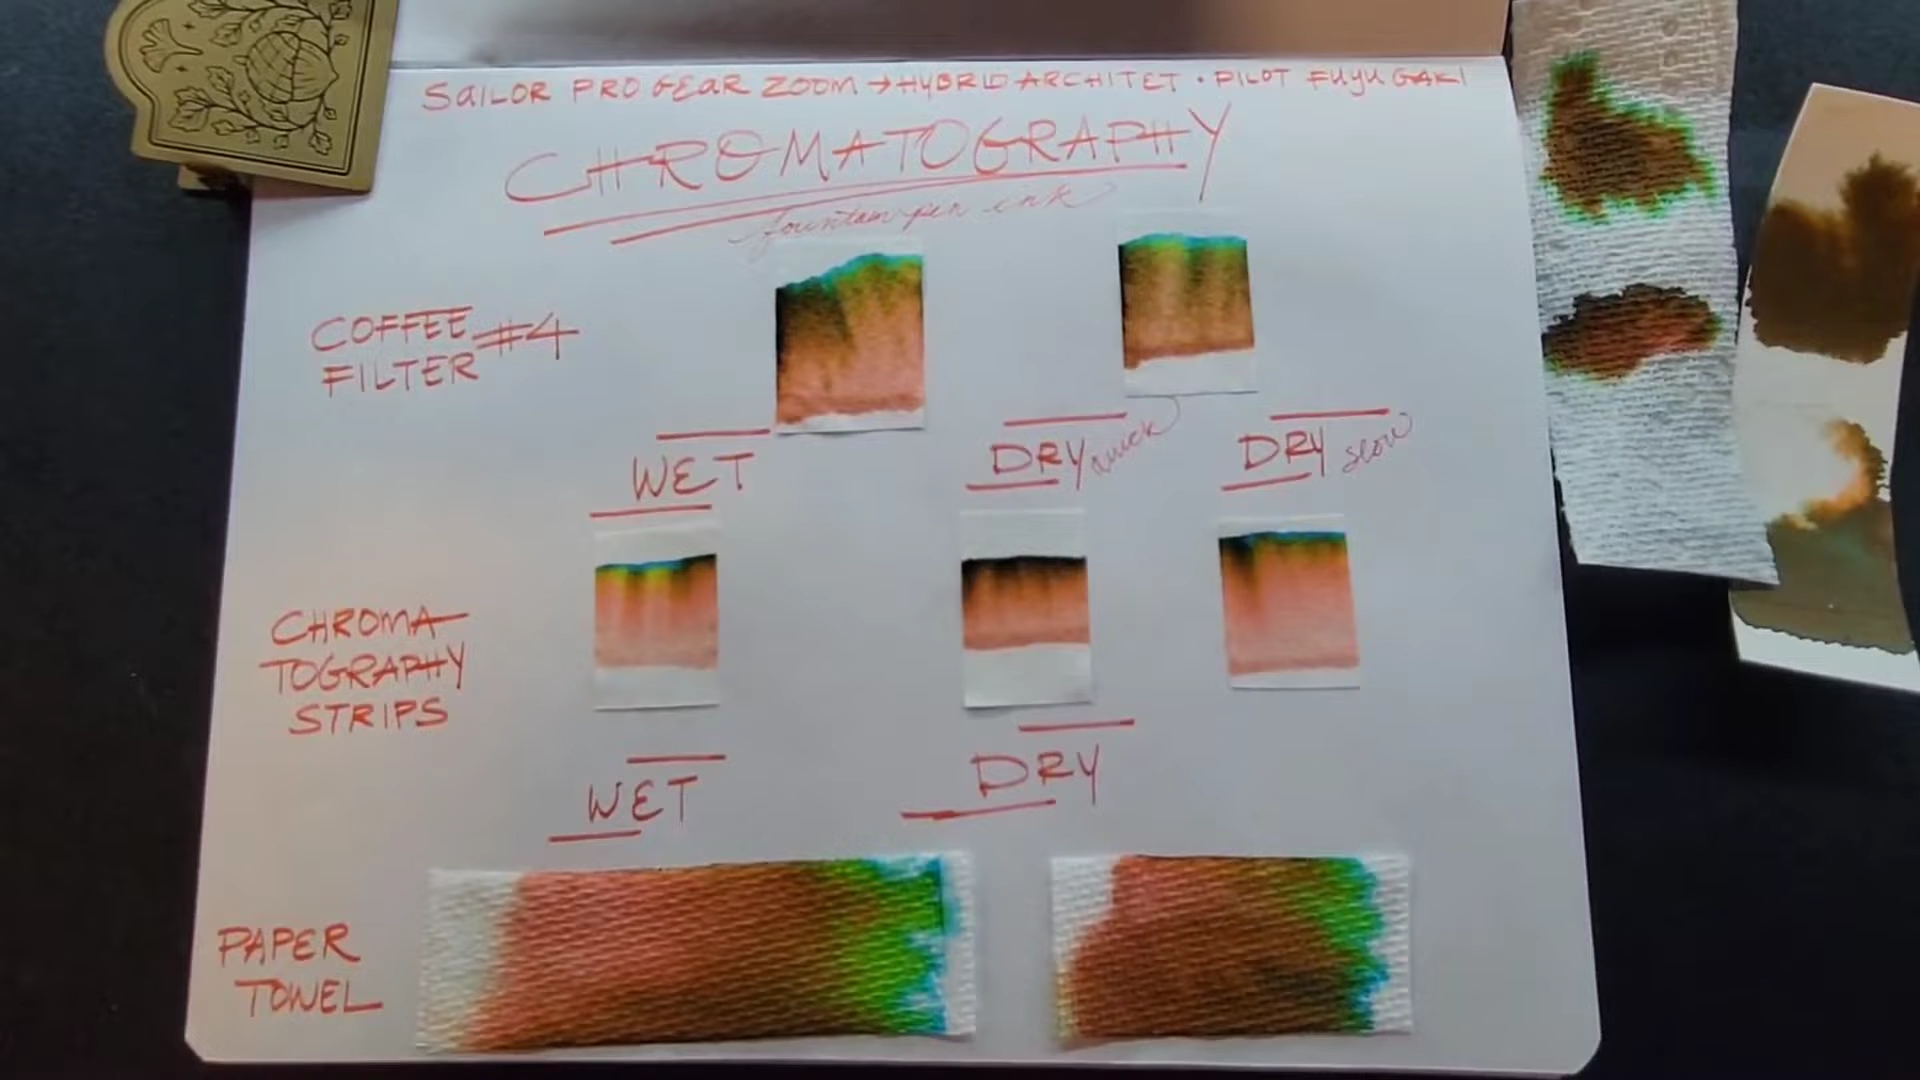 SAILOR PRO GEAR ZOOM → HYBRID ARCHITET • PILOT FUYU GAKI
CHROMATOGRAPHY
fountain pen ink
COFFEE #4
FILTER
WET
DRY quick
DRY slow
CHROMA
TOGRAPHY
STRIPS
WET
DRY
PAPER
TOWEL